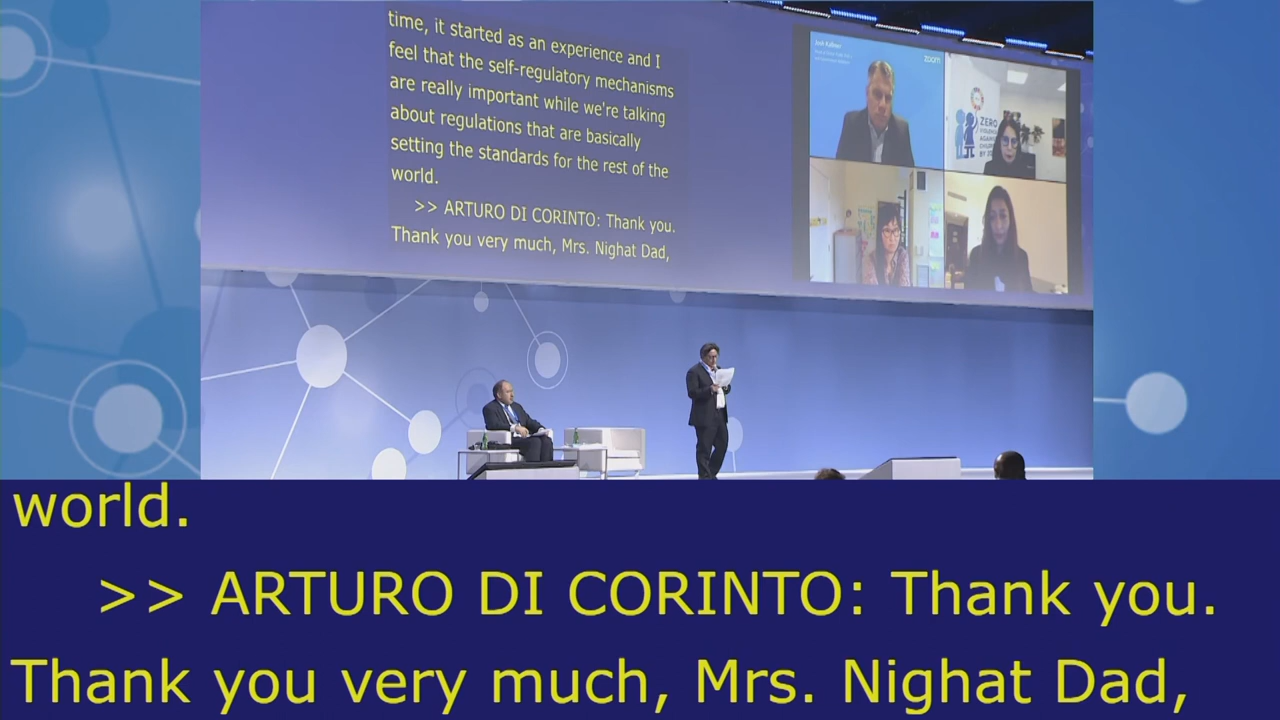 time, it started as an experience and I
feel that the self-regulatory mechanisms
are really important while we're talking
about regulations that are basically
setting the standards for the rest of the
world.
>> ARTURO DI CORINTO: Thank you.
Thank you very much, Mrs. Nighat Dad,
zoom
ZERO
world.
>> ARTURO DI CORINTO: Thank you.
Thank you very much, Mrs. Nighat Dad,